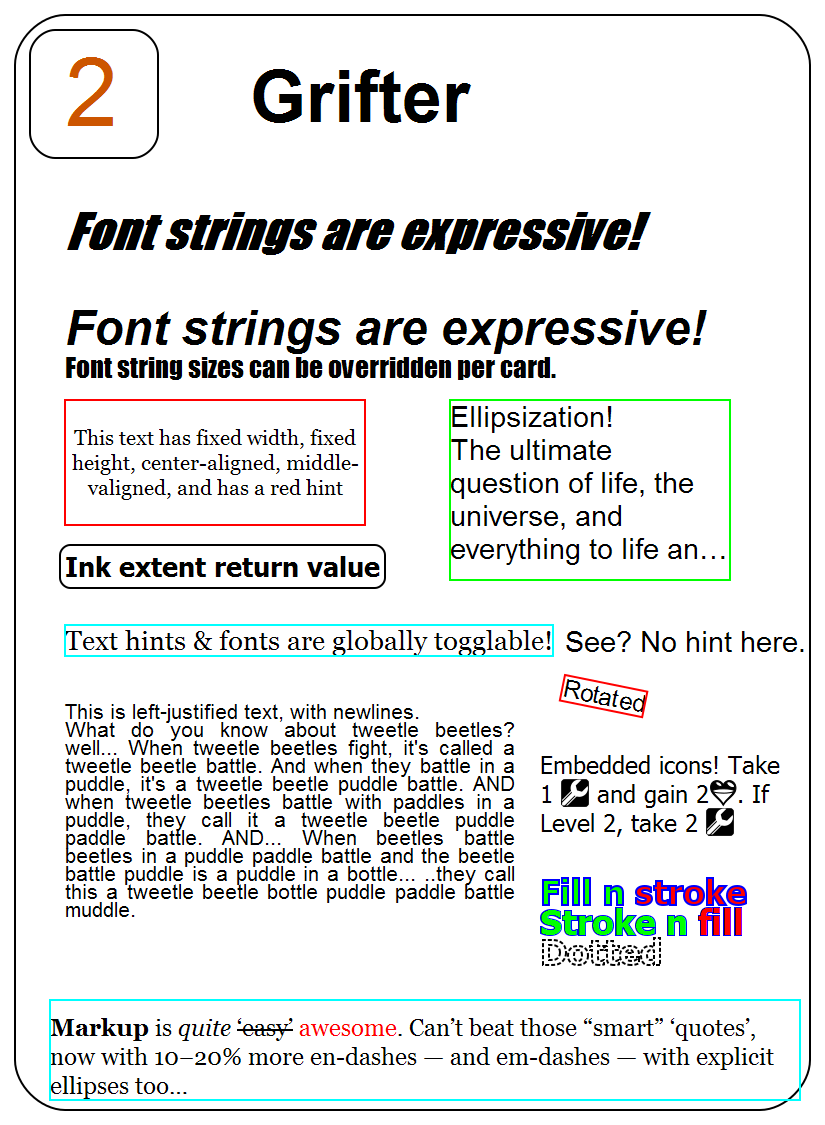 2
Grifter
Font strings are expressive!
Font strings are expressive!
Font string sizes can be overridden per card.
This text has fixed width, fixed
height, center-aligned, middle-
valigned, and has a red hint
Ellipsization!
The ultimate
question of life, the
universe, and
everything to life an…
Ink extent return value
Text hints & fonts are globally togglable!
See? No hint here.
Rotated
This is left-justified text, with newlines.
What do you know about tweetle beetles?
well... When tweetle beetles fight, it's called a
tweetle beetle battle. And when they battle in a
puddle, it's a tweetle beetle puddle battle. AND
when tweetle beetles battle with paddles in a
puddle, they call it a tweetle beetle puddle
paddle battle. AND... When beetles battle
beetles in a puddle paddle battle and the beetle
battle puddle is a puddle in a bottle... ..they call
this a tweetle beetle bottle puddle paddle battle
muddle.
Embedded icons! Take
1 and gain 2. If
Level 2, take 2
Fill n stroke
Stroke n fill
Dotted
Markup is quite ‘easy’ awesome. Can’t beat those “smart” ‘quotes’,
now with 10–20% more en-dashes — and em-dashes — with explicit
ellipses too…